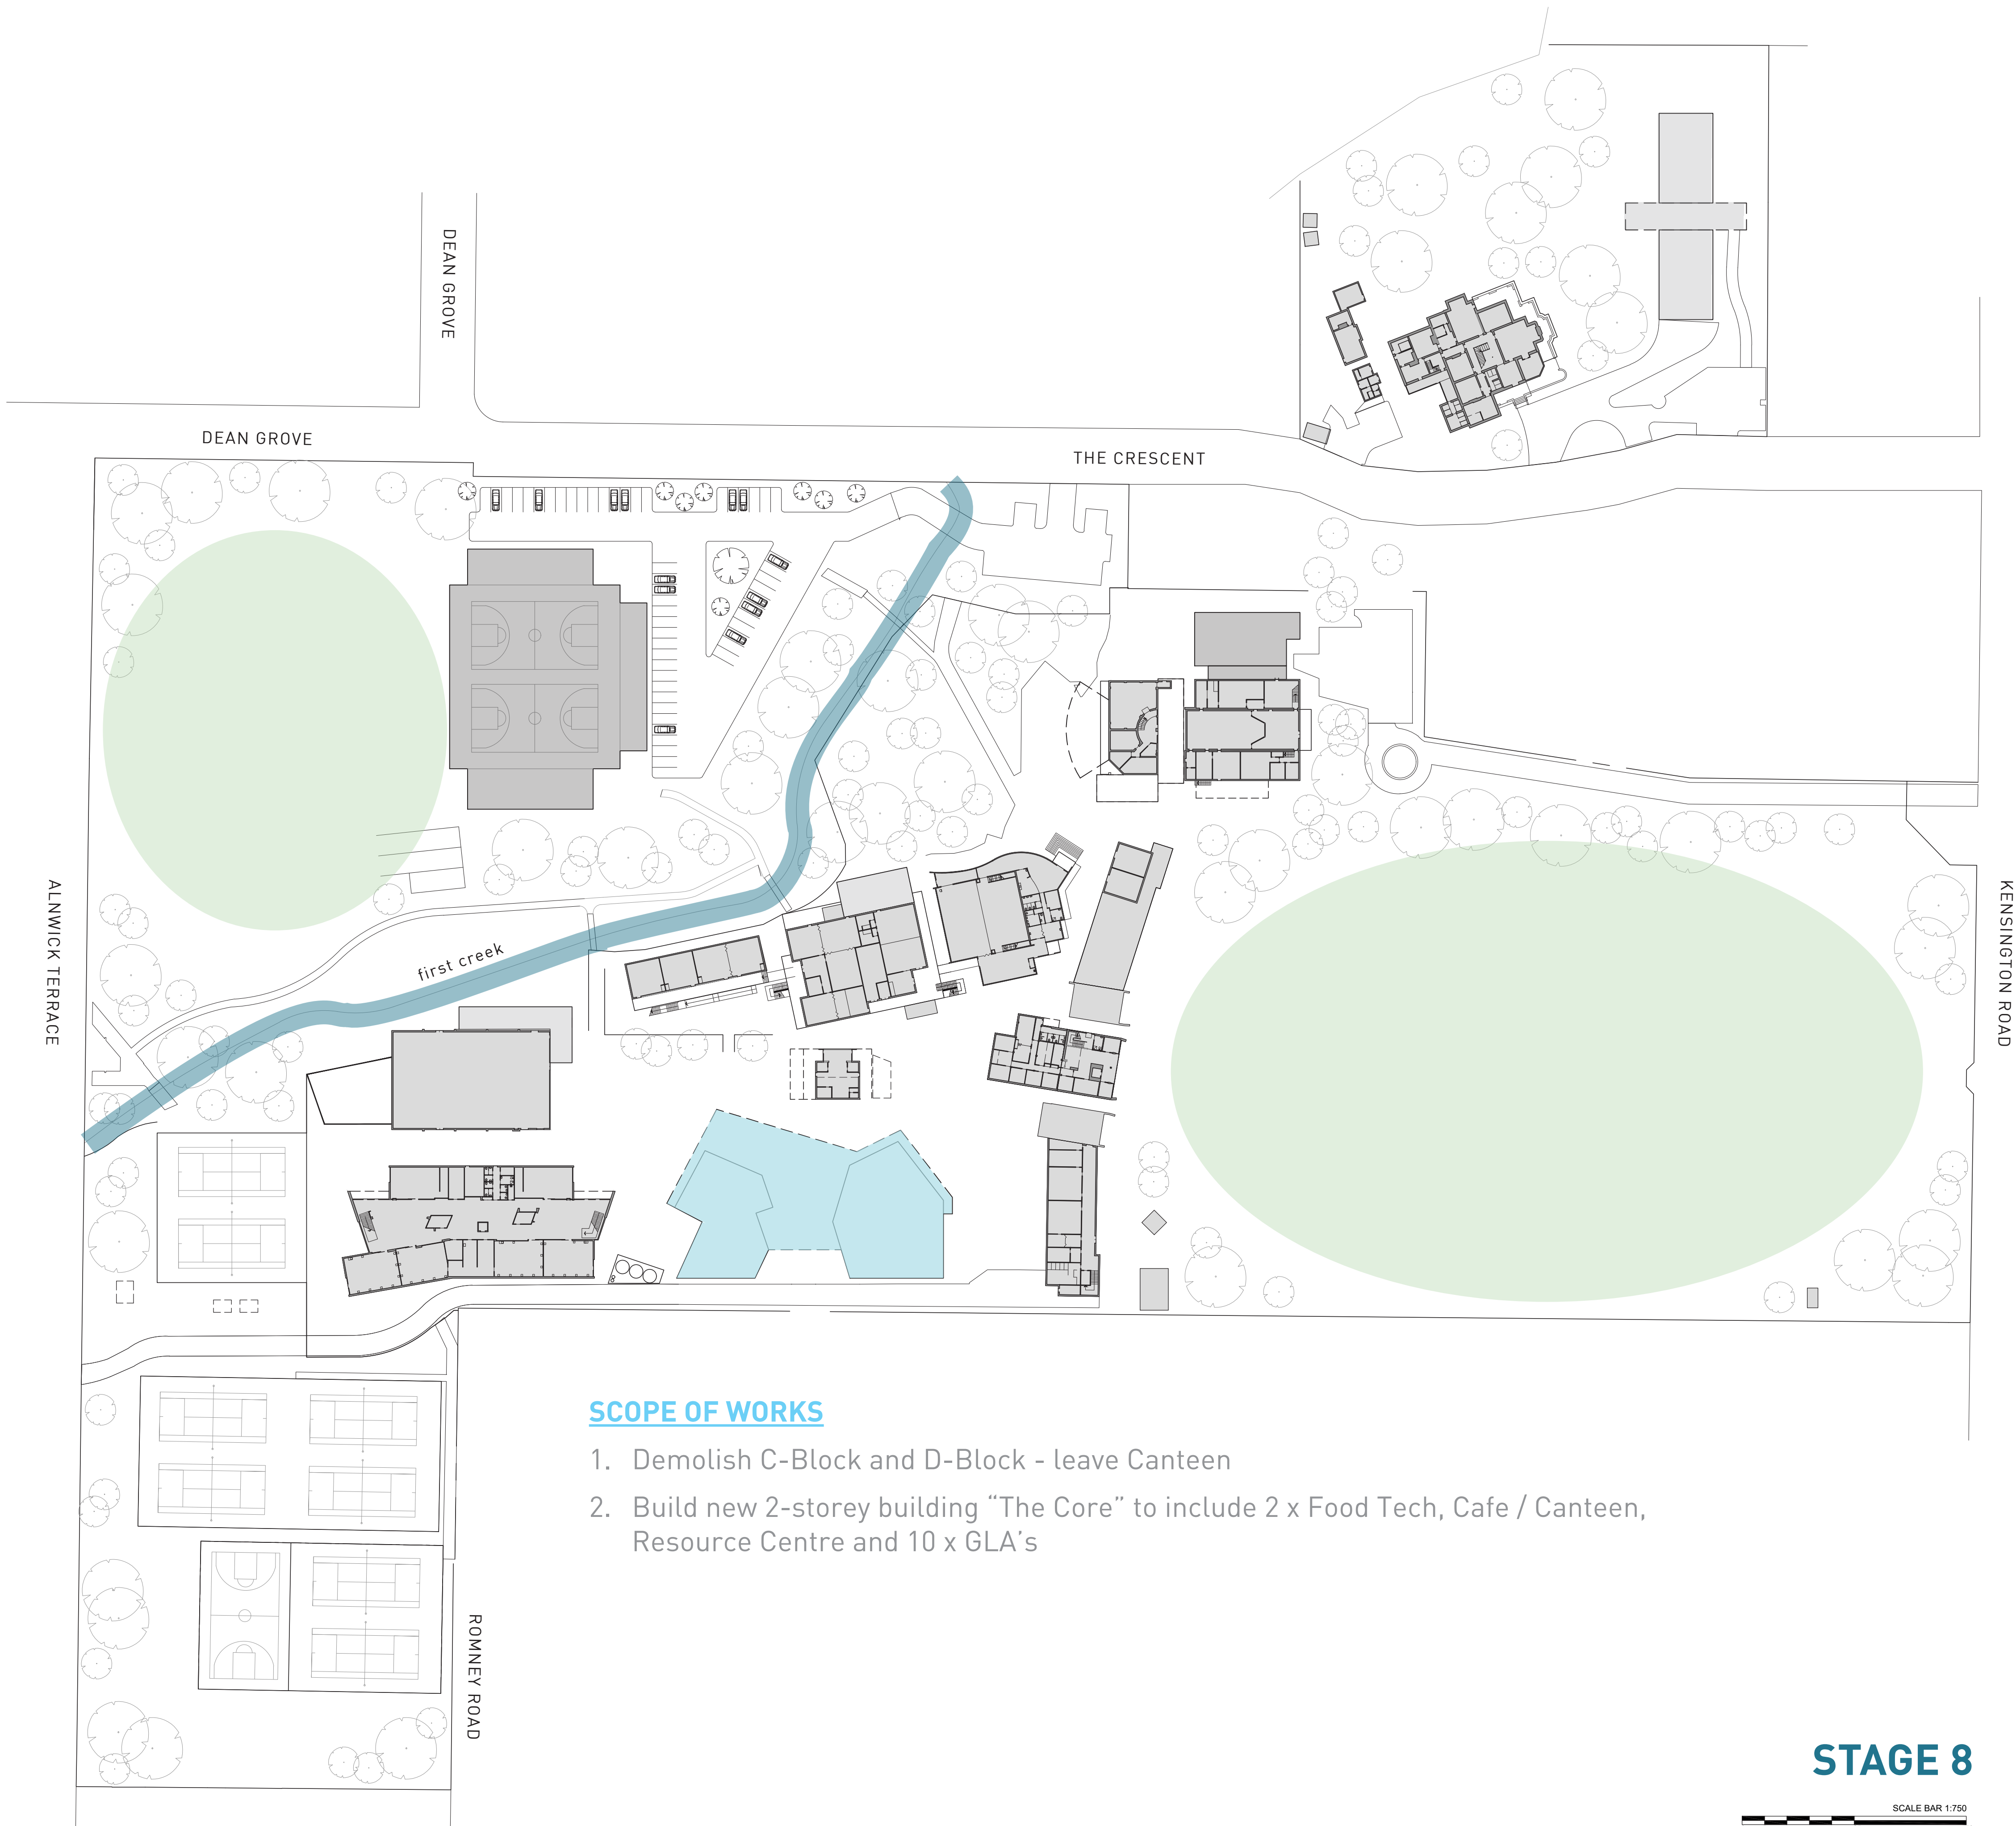 DEAN GROVE
DEAN GROVE
THE CRESCENT
ALNWICK TERRACE
KENSINGTON ROAD
first creek
SCOPE OF WORKS
1. Demolish C-Block and D-Block - leave Canteen
2. Build new 2-storey building “The Core” to include 2 x Food Tech, Cafe / Canteen,
Resource Centre and 10 x GLA’s
ROMNEY ROAD
STAGE 8
SCALE BAR 1:750